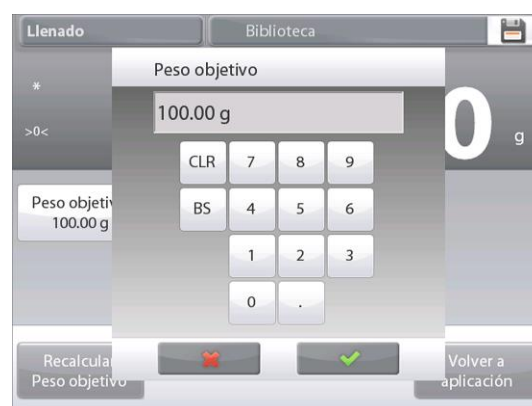 Llenado
Biblioteca
Peso objetivo
100.00 g
*
>0<
0
g
CLR 7 8 9
BS 4 5 6
1 2 3
0 .
Peso objetiv
100.00 g
Recalcula
Peso objetivo
Volver a
aplicación